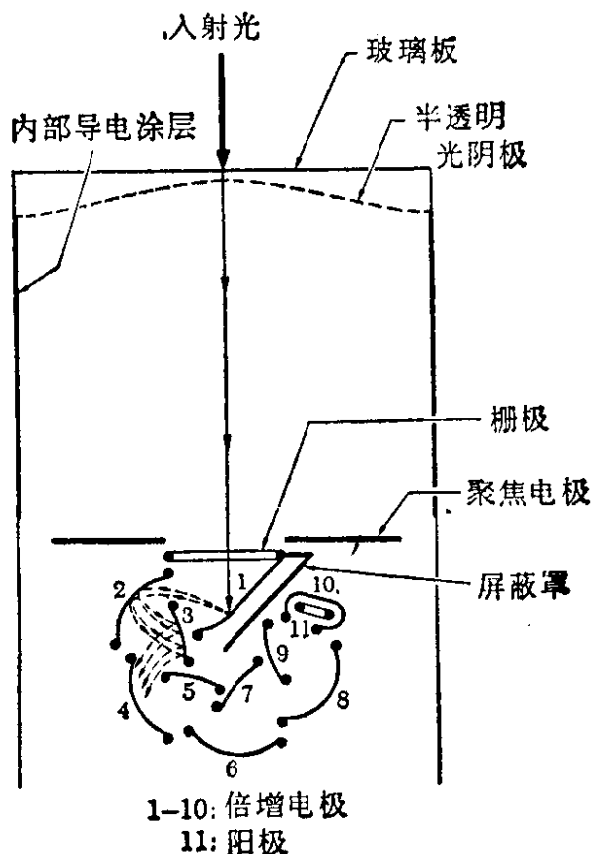 入射光
玻璃板
内部导电涂层
半透明
光阴极
栅极
聚焦电极
屏蔽罩
1
2
3
4
5
6
7
8
9
10
11
1-10: 倍增电极
11: 阳极